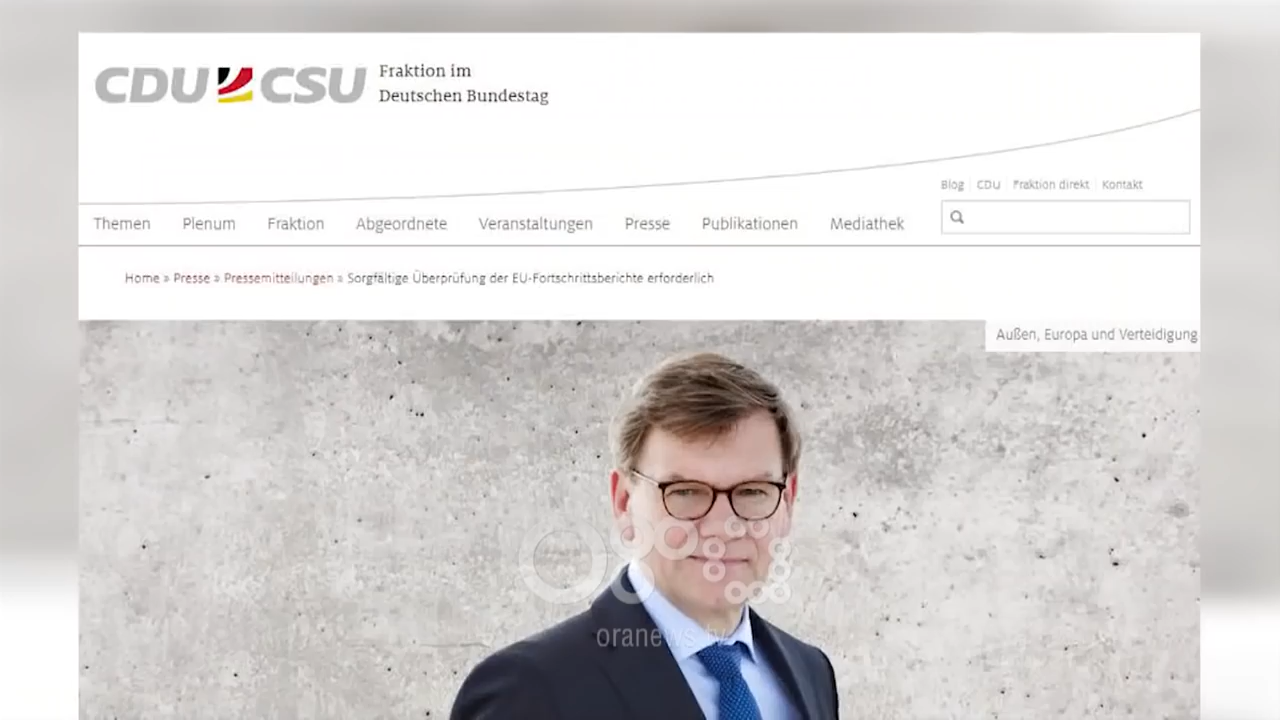 CDU CSU
Fraktion im
Deutschen Bundestag
Blog CDU Fraktion direkt Kontakt
Themen Plenum Fraktion Abgeordnete Veranstaltungen Presse Publikationen Mediathek
Home » Presse » Pressemitteilungen » Sorgfältige Überprüfung der EU-Fortschrittsberichte erforderlich
Außen, Europa und Verteidigung
ora
oranews.tv